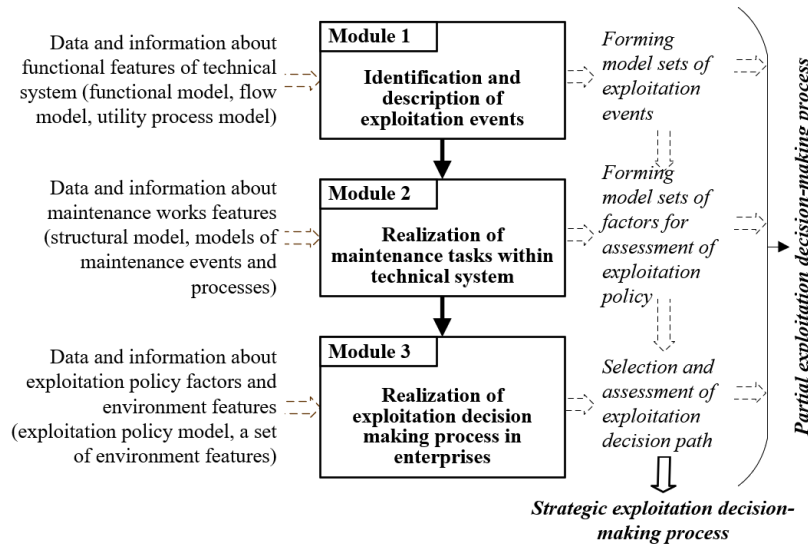 Data and information about
functional features of technical
system (functional model, flow
model, utility process model)
Module 1
Identification and
description of
exploitation events
Forming
model sets of
exploitation
events
Data and information about
maintenance works features
(structural model, models of
maintenance events and
processes)
Module 2
Realization of
maintenance tasks within
technical system
Forming
model sets of
factors for
assessment of
exploitation
policy
Data and information about
exploitation policy factors and
environment features
(exploitation policy model, a set
of environment features)
Module 3
Realization of
exploitation decision
making process in
enterprises
Selection and
assessment of
exploitation
decision path
Strategic exploitation decision-
making process
Partial exploitation decision-making process